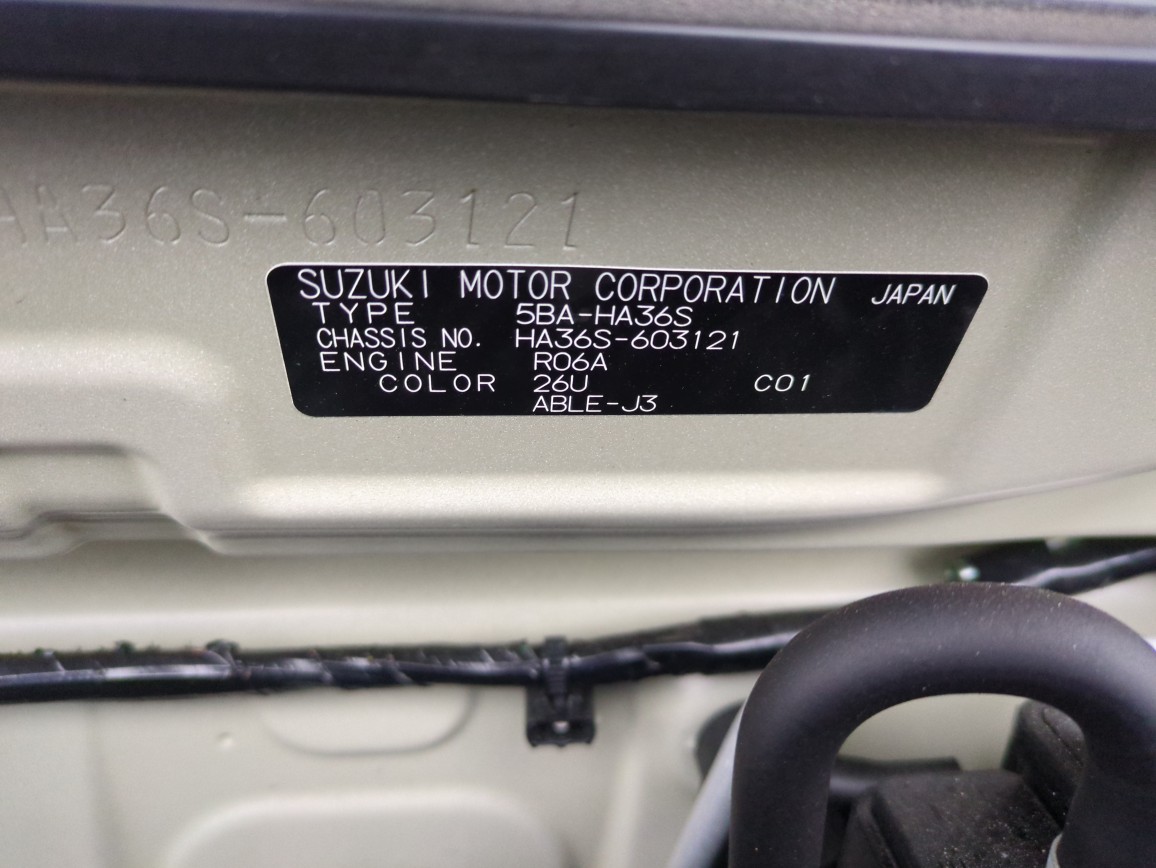 A36S-603121
SUZUKI MOTOR CORPORATION JAPAN
TYPE 5BA-HA36S
CHASSIS NO. HA36S-603121
ENGINE R06A
COLOR 26U C01
ABLE-J3